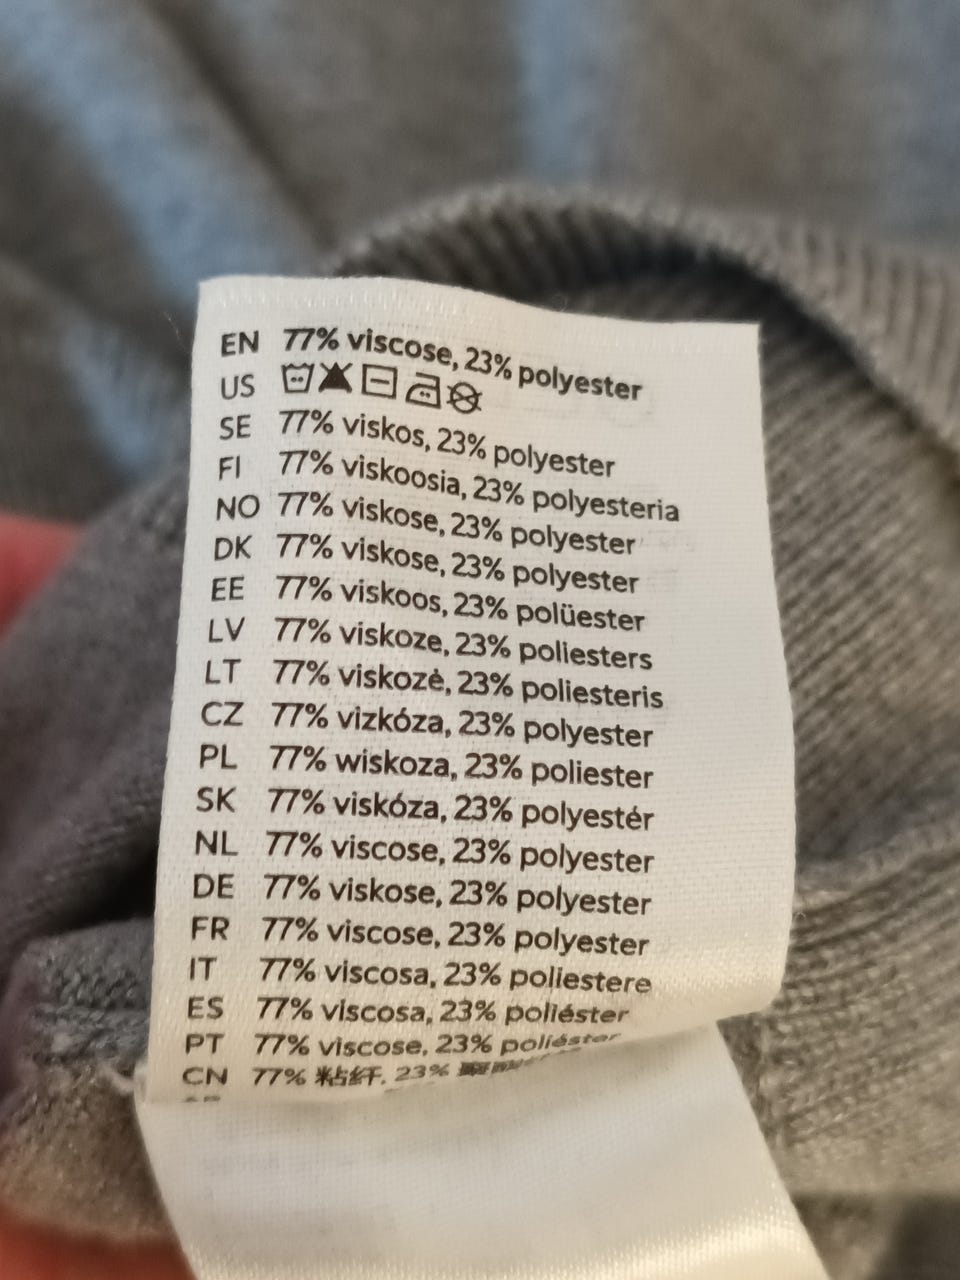 EN 77% viscose, 23% polyester
US
SE 77% viskos, 23% polyester
FI 77% viskoosia, 23% polyesteria
NO 77% viskose, 23% polyester
DK 77% viskose, 23% polyester
EE 77% viskoos, 23% polüester
LV 77% viskoze, 23% poliesters
LT 77% viskozė, 23% poliesteris
CZ 77% vizkóza, 23% polyester
PL 77% wiskoza, 23% poliester
SK 77% viskóza, 23% polyestér
NL 77% viscose, 23% polyester
DE 77% viskose, 23% polyester
FR 77% viscose, 23% polyester
IT 77% viscosa, 23% poliestere
ES 77% viscosa, 23% poliéster
PT 77% viscose, 23% poliéster
CN 77% 粘纤, 23%